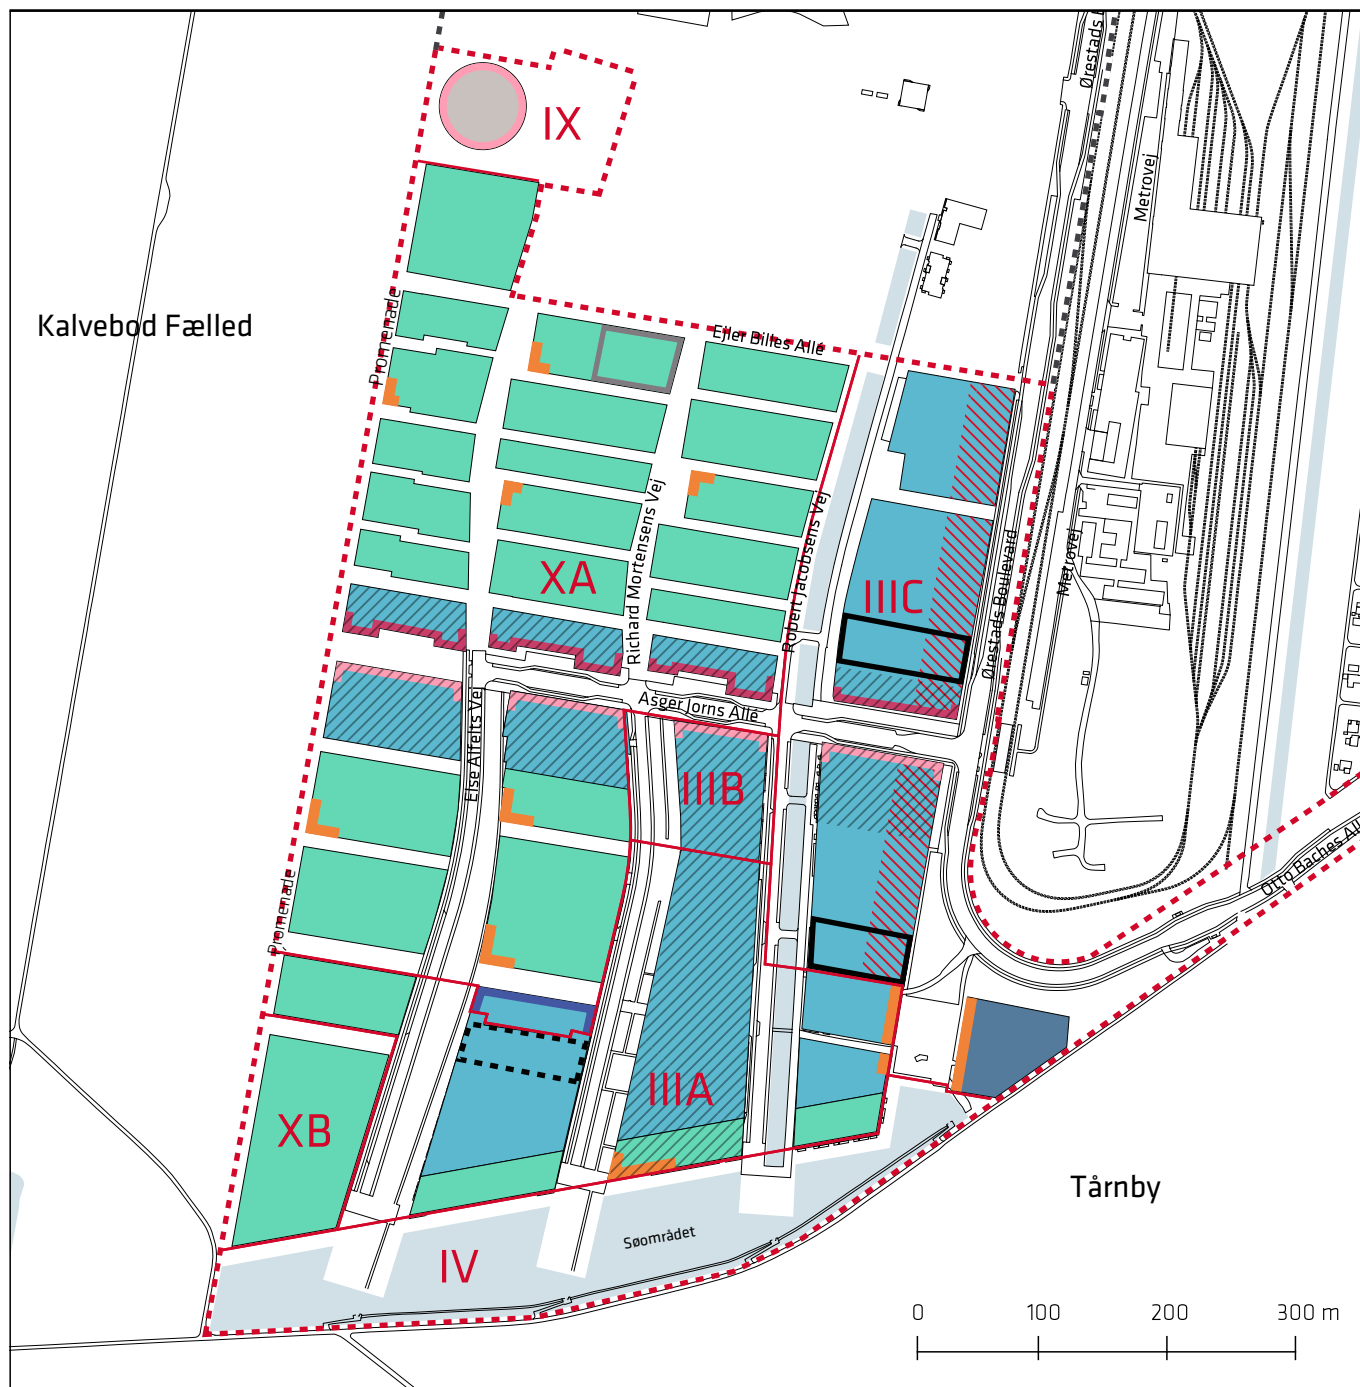 Ørestads
IX
Metrovej
Kalvebod Fælled
Promenade
Ejler Billes Allé
Richard Mortensens Vej
Robert Jacobsens Vej
XA
IIIC
Ørestads Boulevard
Metrovej
Asger Jorns Allé
Else Alfelts Vej
IIIB
Otto Baches Al
Promenade
IIIA
XB
Tårnby
Søområdet
IV
0 100 200 300 m